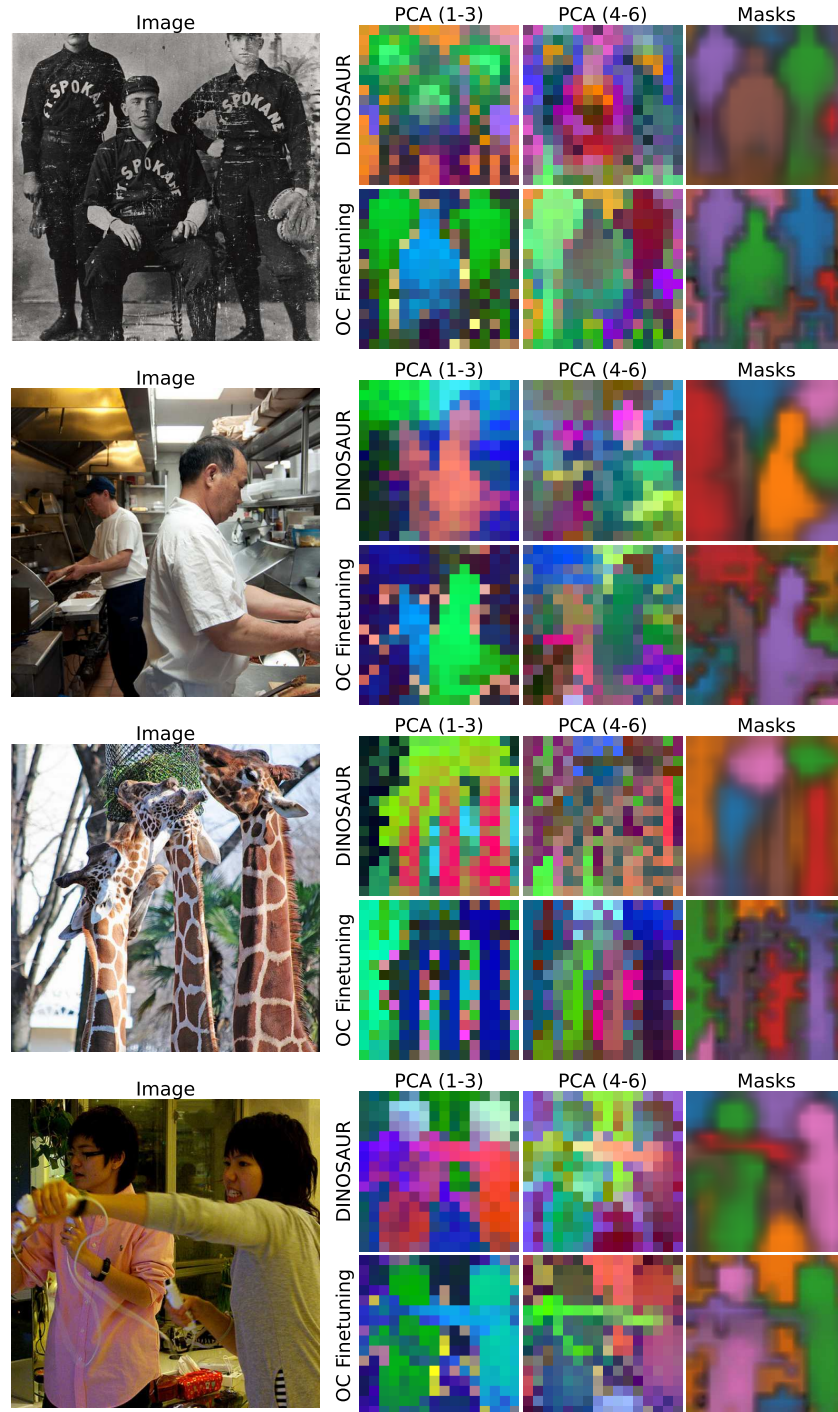 Image
PCA (1-3)
PCA (4-6)
Masks
DINOSAUR
OC Finetuning
FT. SPOKANE
SPOKANE
FT. SPOKANE
Image
PCA (1-3)
PCA (4-6)
Masks
DINOSAUR
OC Finetuning
Image
PCA (1-3)
PCA (4-6)
Masks
DINOSAUR
OC Finetuning
Image
PCA (1-3)
PCA (4-6)
Masks
DINOSAUR
OC Finetuning